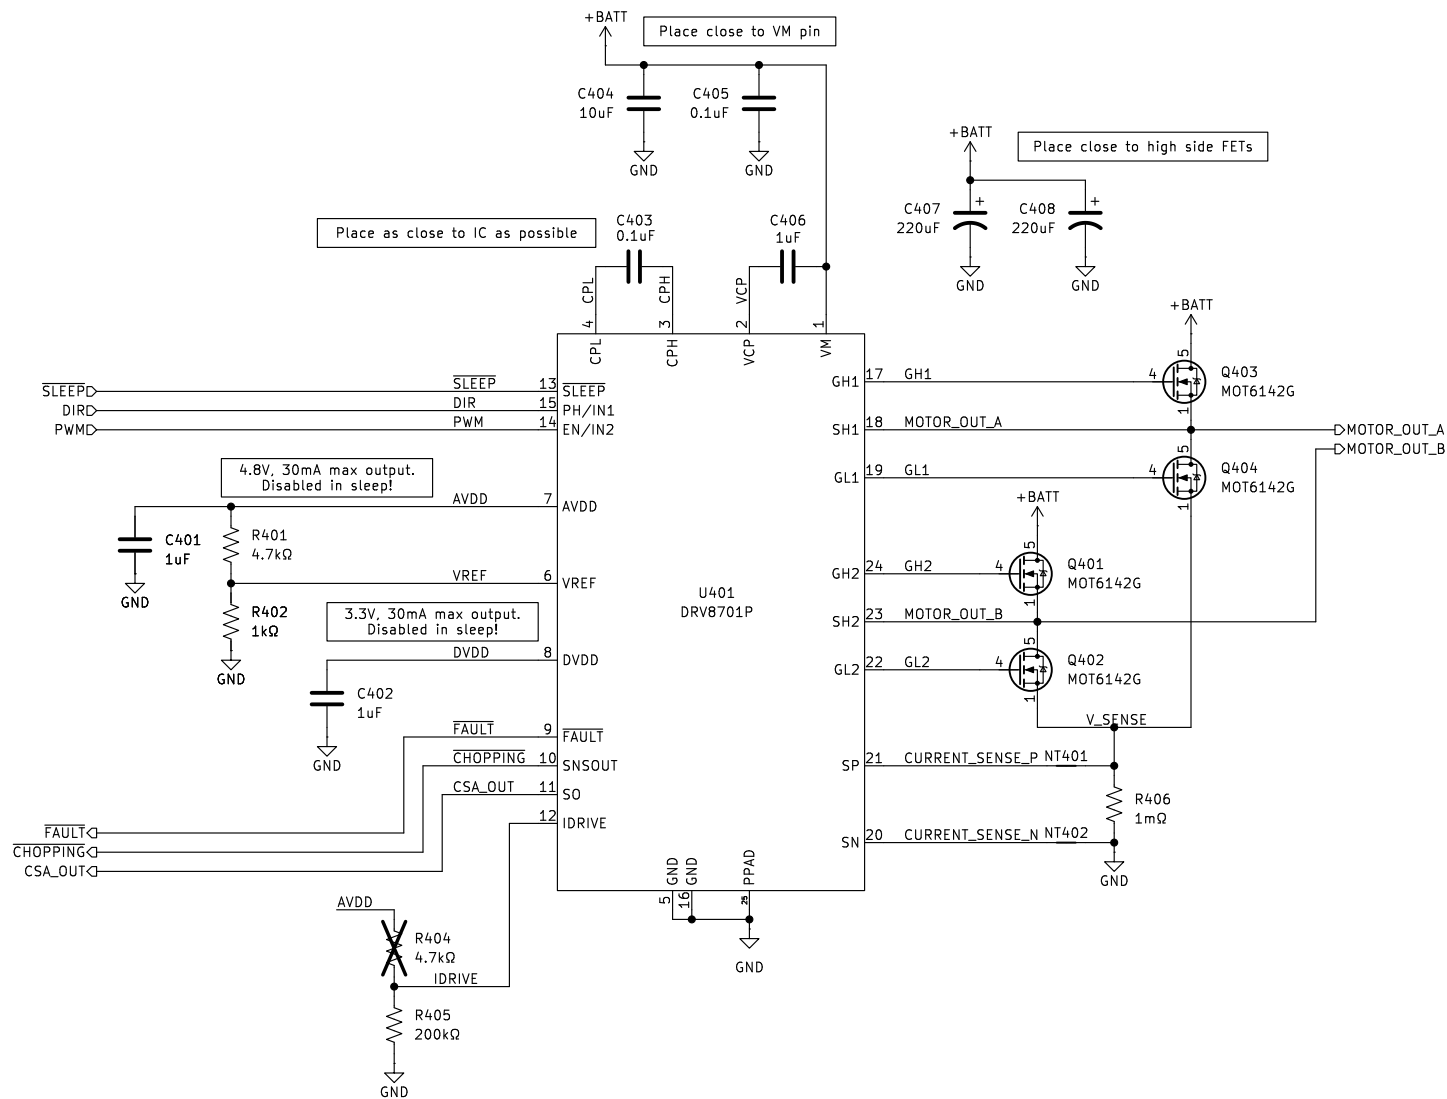 +BATT
Place close to VM pin
C404
10uF
C405
0.1uF
GND
GND
+BATT
Place close to high side FETs
C407
220uF
+
C408
220uF
+
GND
GND
Place as close to IC as possible
C403
0.1uF
C406
1uF
CPL
CPH
VCP
4
3
2
1
CPL
CPH
VCP
VM
+BATT
SLEEP
DIR
PWM
SLEEP
DIR
PWM
13
15
14
SLEEP
PH/IN1
EN/IN2
GH1
17
GH1
SH1
18
MOTOR_OUT_A
GL1
19
GL1
5
4
1
Q403
MOT6142G
MOTOR_OUT_A
MOTOR_OUT_B
5
4
1
Q404
MOT6142G
4.8V, 30mA max output.
Disabled in sleep!
AVDD
7
AVDD
C401
1uF
GND
R401
4.7kΩ
VREF
6
VREF
R402
1kΩ
GND
3.3V, 30mA max output.
Disabled in sleep!
DVDD
8
DVDD
C402
1uF
GND
U401
DRV8701P
+BATT
GH2
24
GH2
SH2
23
MOTOR_OUT_B
GL2
22
GL2
5
4
1
Q401
MOT6142G
5
4
1
Q402
MOT6142G
V_SENSE
FAULT
9
FAULT
CHOPPING
10
SNSOUT
CSA_OUT
11
SO
12
IDRIVE
SP
21
CURRENT_SENSE_P
NT401
R406
1mΩ
SN
20
CURRENT_SENSE_N
NT402
GND
FAULT
CHOPPING
CSA_OUT
GND
GND
PPAD
5
16
25
GND
AVDD
R404
4.7kΩ
IDRIVE
R405
200kΩ
GND